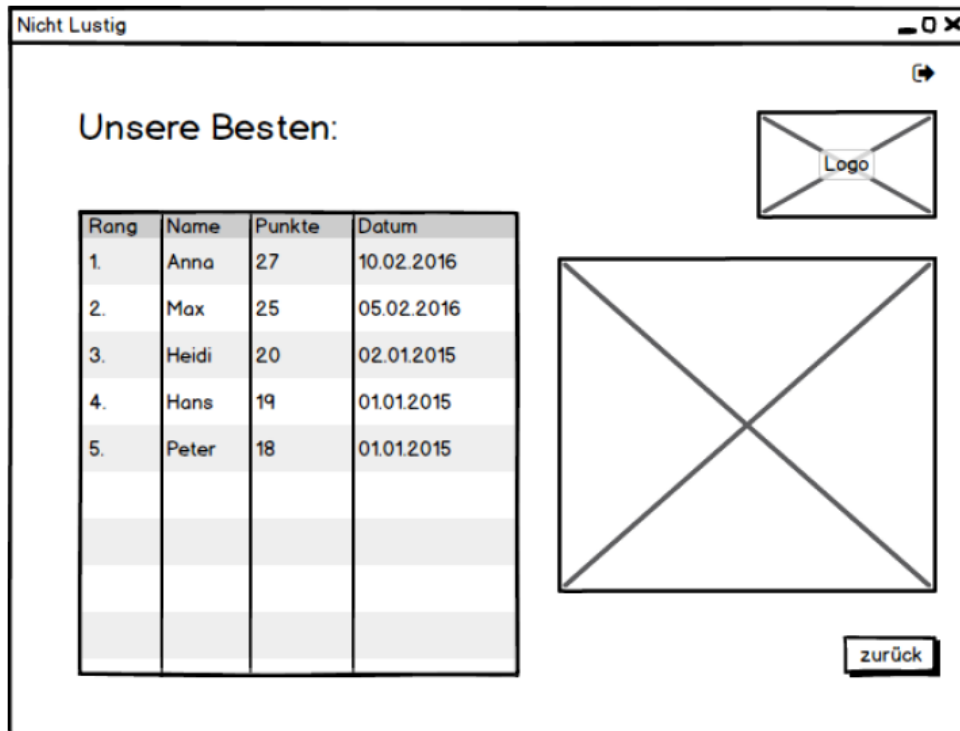 Nicht Lustig
Unsere Besten:
Logo
Rang Name Punkte Datum
1. Anna 27 10.02.2016
2. Max 25 05.02.2016
3. Heidi 20 02.01.2015
4. Hans 19 01.01.2015
5. Peter 18 01.01.2015
zurück